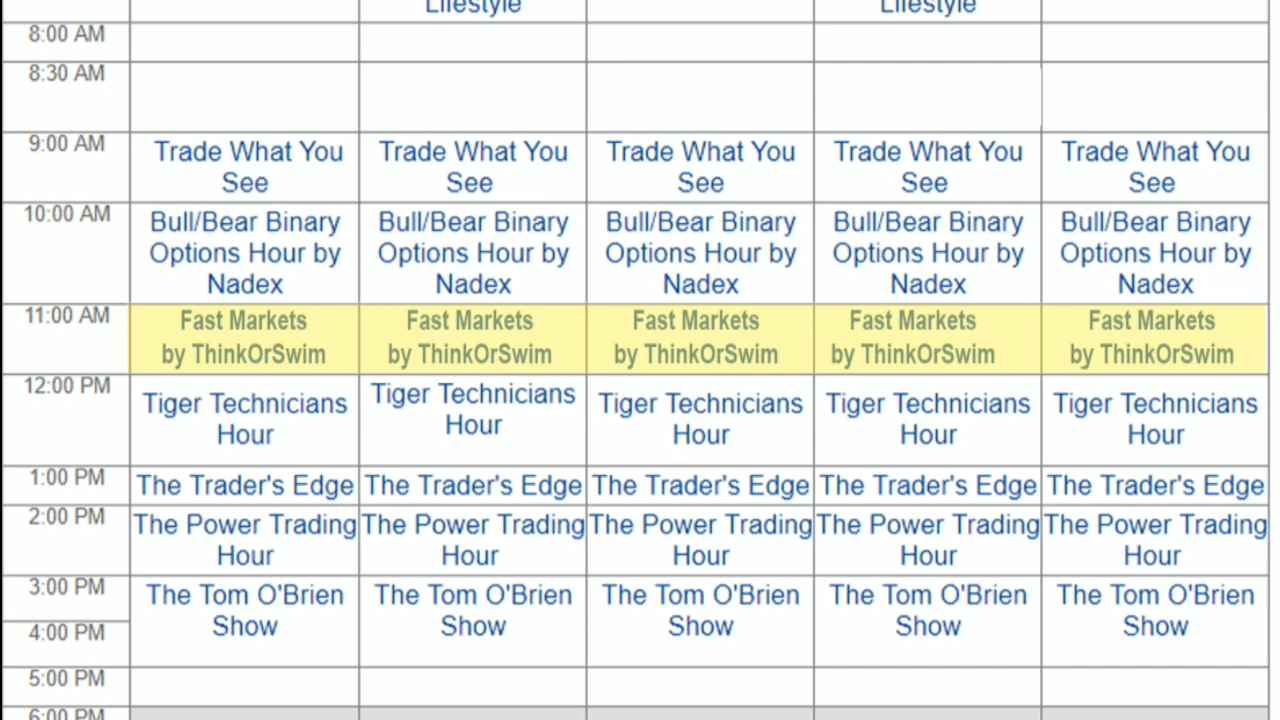 Lifestyle Lifestyle
8:00 AM
8:30 AM
9:00 AM Trade What You Trade What You Trade What You Trade What You Trade What You
See See See See See
10:00 AM Bull/Bear Binary Bull/Bear Binary Bull/Bear Binary Bull/Bear Binary Bull/Bear Binary
Options Hour by Options Hour by Options Hour by Options Hour by Options Hour by
Nadex Nadex Nadex Nadex Nadex
11:00 AM Fast Markets Fast Markets Fast Markets Fast Markets Fast Markets
by ThinkOrSwim by ThinkOrSwim by ThinkOrSwim by ThinkOrSwim by ThinkOrSwim
12:00 PM Tiger Technicians Tiger Technicians Tiger Technicians Tiger Technicians Tiger Technicians
Hour Hour Hour Hour Hour
1:00 PM The Trader's Edge The Trader's Edge The Trader's Edge The Trader's Edge The Trader's Edge
2:00 PM The Power Trading The Power Trading The Power Trading The Power Trading The Power Trading
Hour Hour Hour Hour Hour
3:00 PM The Tom O'Brien The Tom O'Brien The Tom O'Brien The Tom O'Brien The Tom O'Brien
4:00 PM Show Show Show Show Show
5:00 PM
6:00 PM